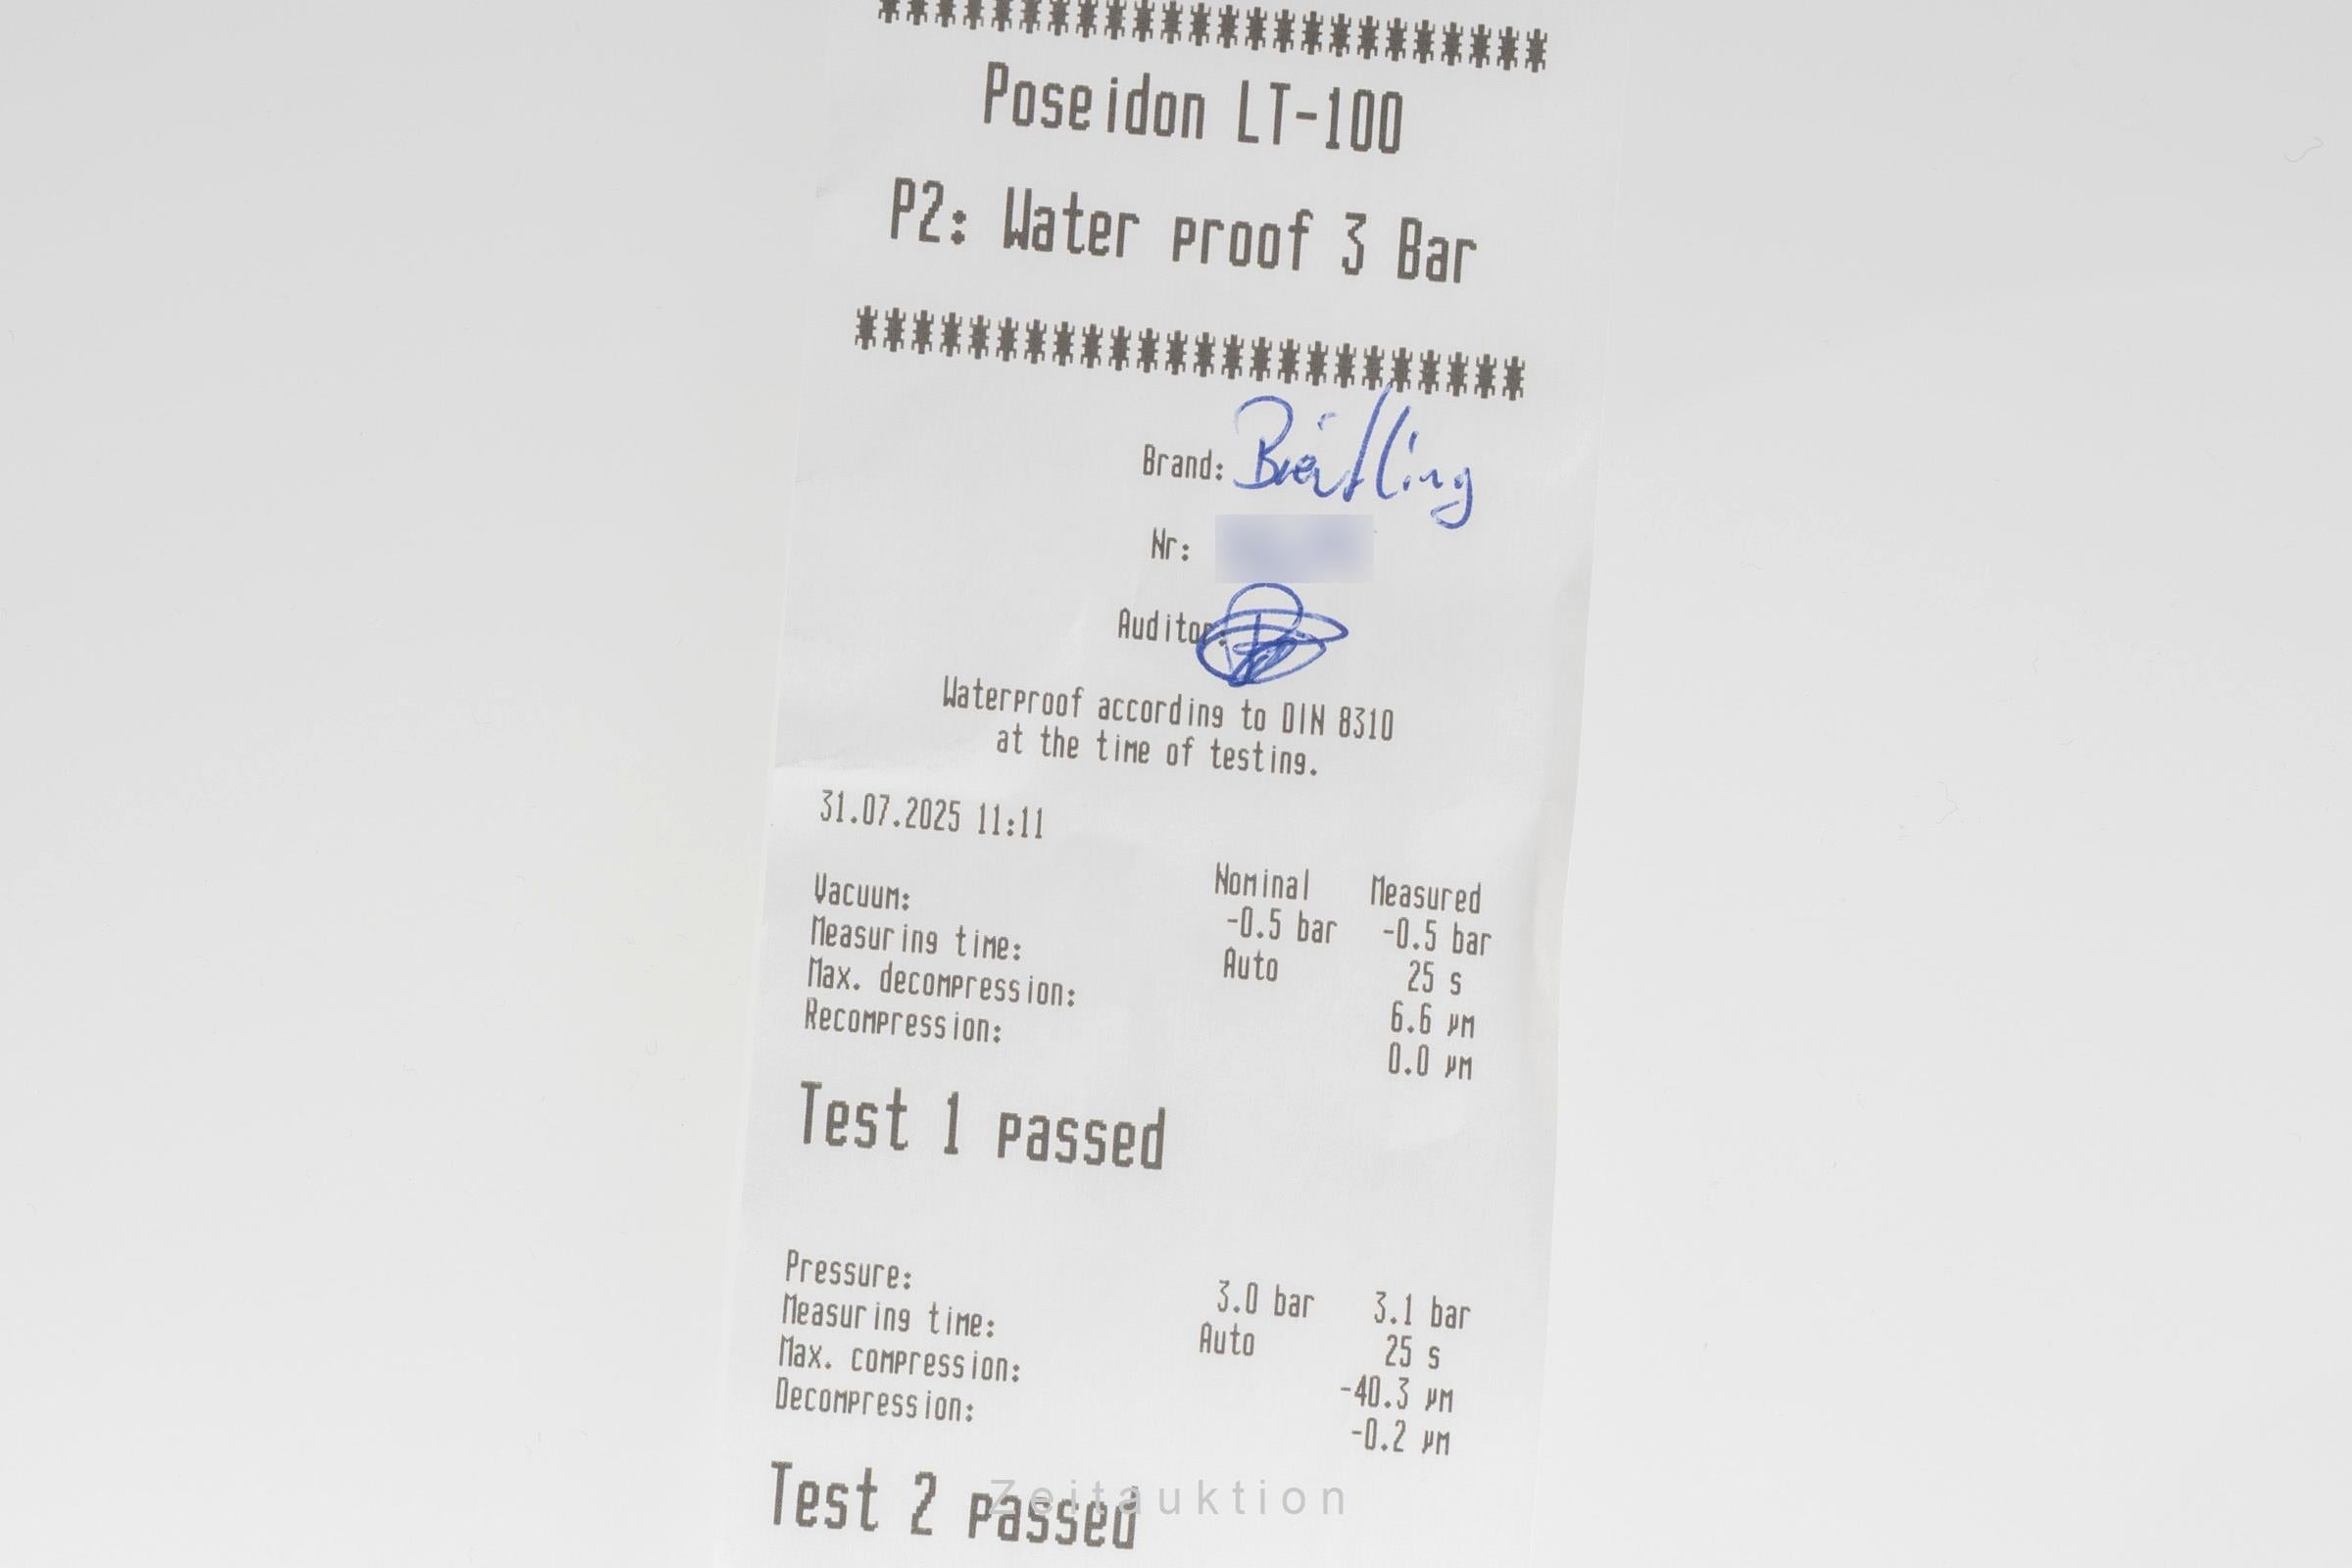 ************************
Poseidon LT-100
P2: Water proof 3 Bar
************************
Brand: Breitling
Nr:
Auditor:
Waterproof according to DIN 8310
at the time of testing.
31.07.2025 11:11
Nominal Measured
Vacuum: -0.5 bar -0.5 bar
Measuring time: Auto 25 s
Max. decompression: 6.6 µm
Recompression: 0.0 µm
Test 1 passed
Pressure: 3.0 bar 3.1 bar
Measuring time: Auto 25 s
Max. compression: -40.3 µm
Decompression: -0.2 µm
Test 2 passed
Zeitauktion